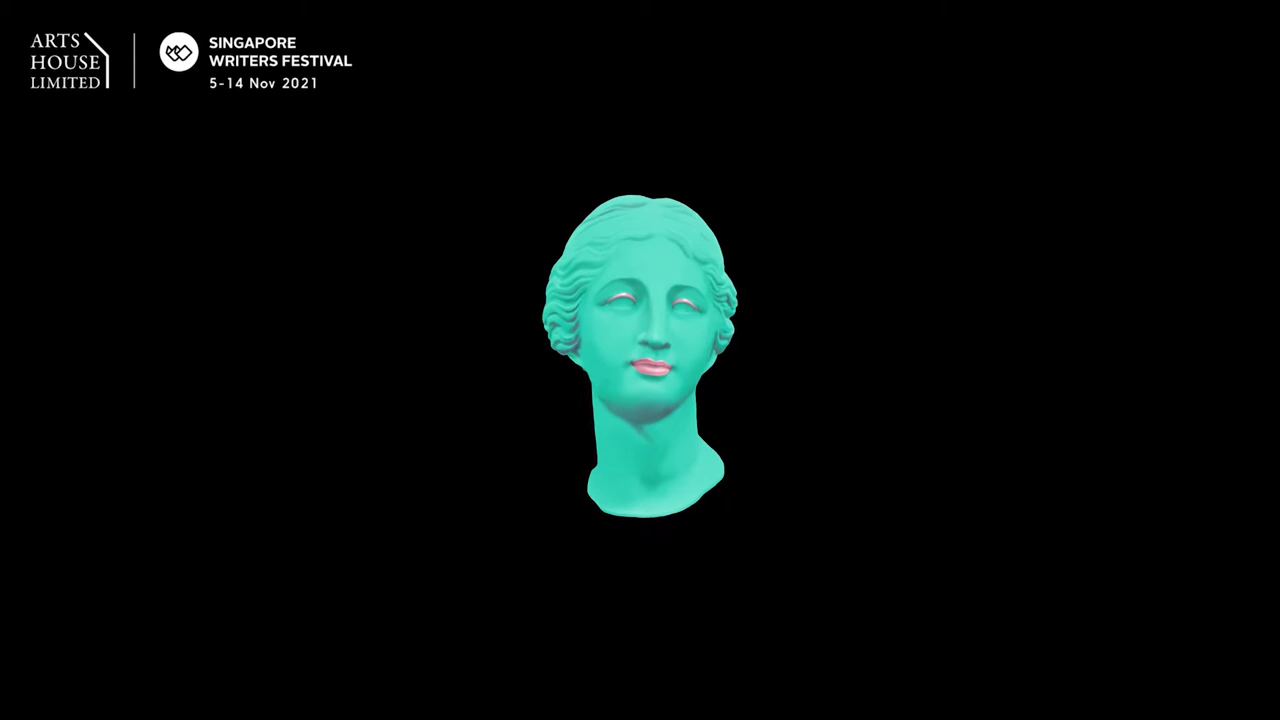 ARTS
HOUSE
LIMITED
SINGAPORE
WRITERS FESTIVAL
5-14 Nov 2021